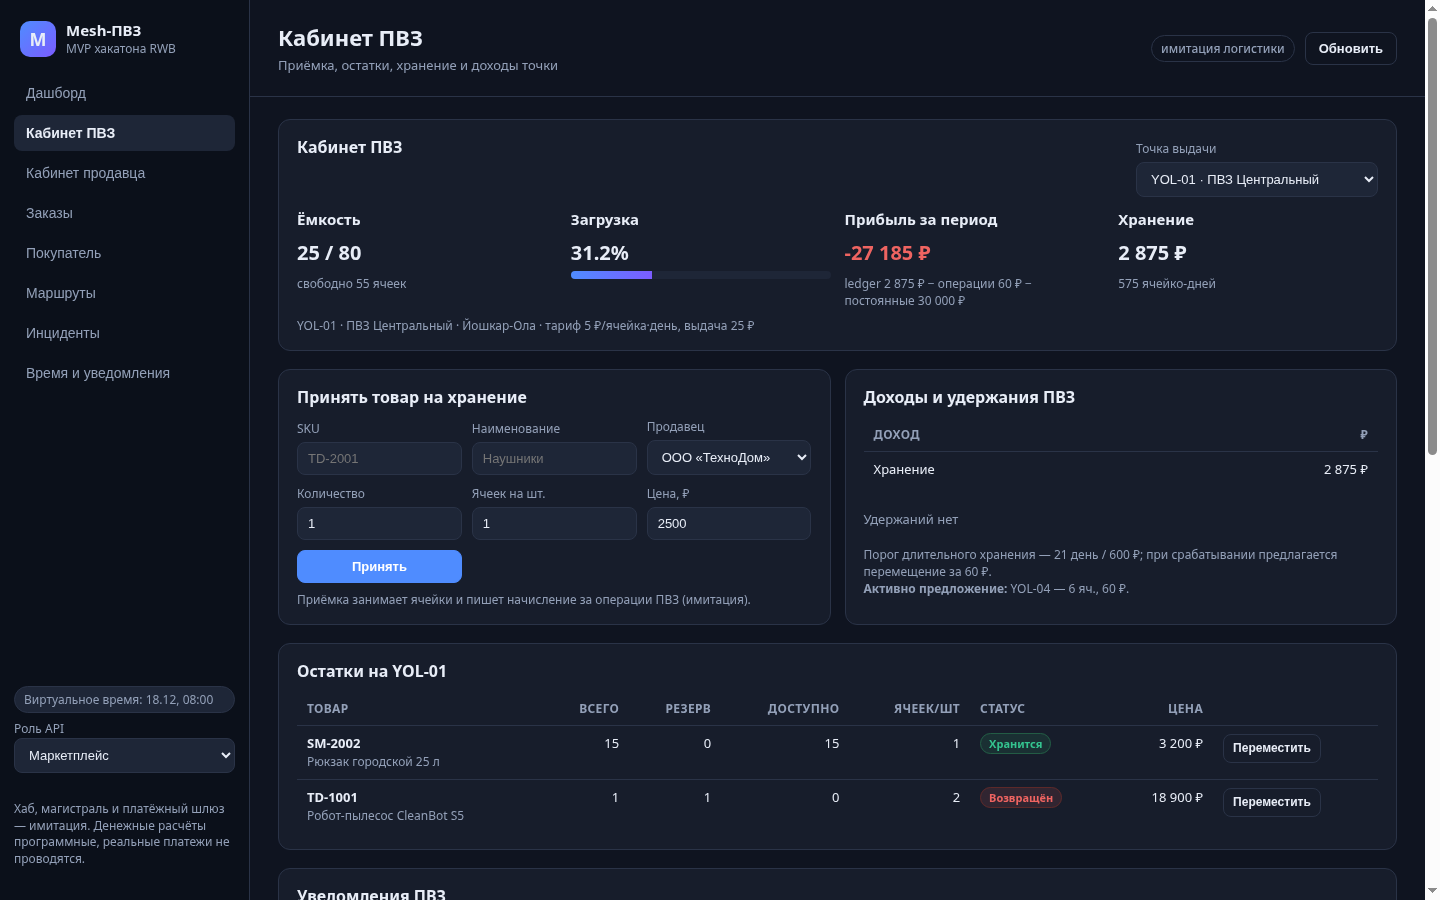 M
Mesh-ПВЗ
MVP хакатона RWB
Дашборд
Кабинет ПВЗ
Кабинет продавца
Заказы
Покупатель
Маршруты
Инциденты
Время и уведомления
Виртуальное время: 18.12, 08:00
Роль API
Маркетплейс
Хаб, магистраль и платёжный шлюз
— имитация. Денежные расчёты
программные, реальные платежи не
проводятся.
Кабинет ПВЗ
Приёмка, остатки, хранение и доходы точки
имитация логистики
Обновить
Кабинет ПВЗ
Точка выдачи
YOL-01 · ПВЗ Центральный
Ёмкость
25 / 80
свободно 55 ячеек
Загрузка
31.2%
Прибыль за период
-27 185 ₽
ledger 2 875 ₽ − операции 60 ₽ −
постоянные 30 000 ₽
Хранение
2 875 ₽
575 ячейко-дней
YOL-01 · ПВЗ Центральный · Йошкар-Ола · тариф 5 ₽/ячейка·день, выдача 25 ₽
Принять товар на хранение
SKU Наименование Продавец
TD-2001 Наушники ООО «ТехноДом»
Количество Ячеек на шт. Цена, ₽
1 1 2500
Принять
Приёмка занимает ячейки и пишет начисление за операции ПВЗ (имитация).
Доходы и удержания ПВЗ
ДОХОД ₽
Хранение 2 875 ₽
Удержаний нет
Порог длительного хранения — 21 день / 600 ₽; при срабатывании предлагается
перемещение за 60 ₽.
Активно предложение: YOL-04 — 6 яч., 60 ₽.
Остатки на YOL-01
ТОВАР ВСЕГО РЕЗЕРВ ДОСТУПНО ЯЧЕЕК/ШТ СТАТУС ЦЕНА
SM-2002 15 0 15 1 Хранится 3 200 ₽ Переместить
Рюкзак городской 25 л
TD-1001 1 1 0 2 Возвращён 18 900 ₽ Переместить
Робот-пылесос CleanBot S5
Уведомления ПВЗ